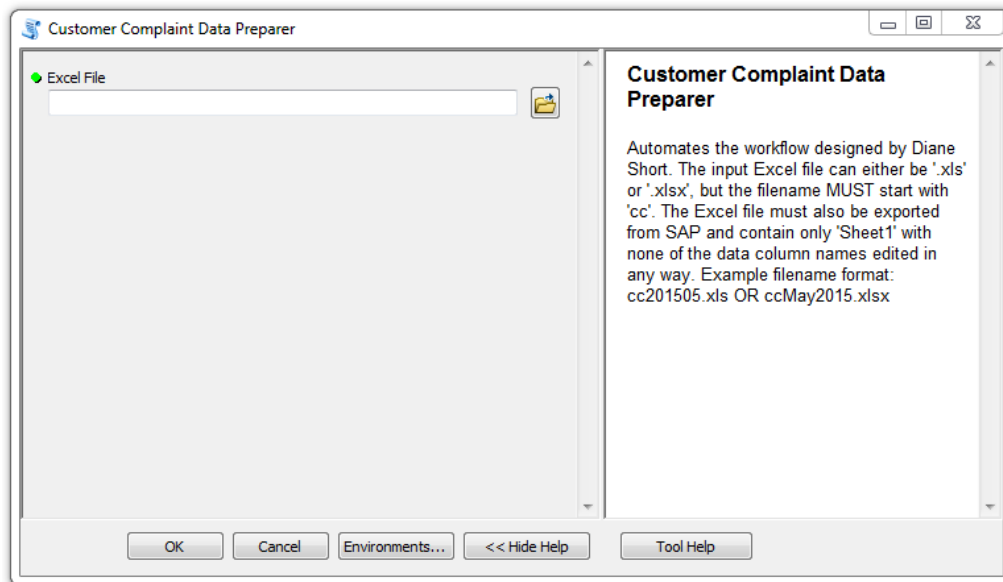 Customer Complaint Data Preparer
Excel File
Customer Complaint Data
Preparer
Automates the workflow designed by Diane
Short. The input Excel file can either be '.xls'
or '.xlsx', but the filename MUST start with
'cc'. The Excel file must also be exported
from SAP and contain only 'Sheet1' with
none of the data column names edited in
any way. Example filename format:
cc201505.xls OR ccMay2015.xlsx
OK
Cancel
Environments...
<< Hide Help
Tool Help